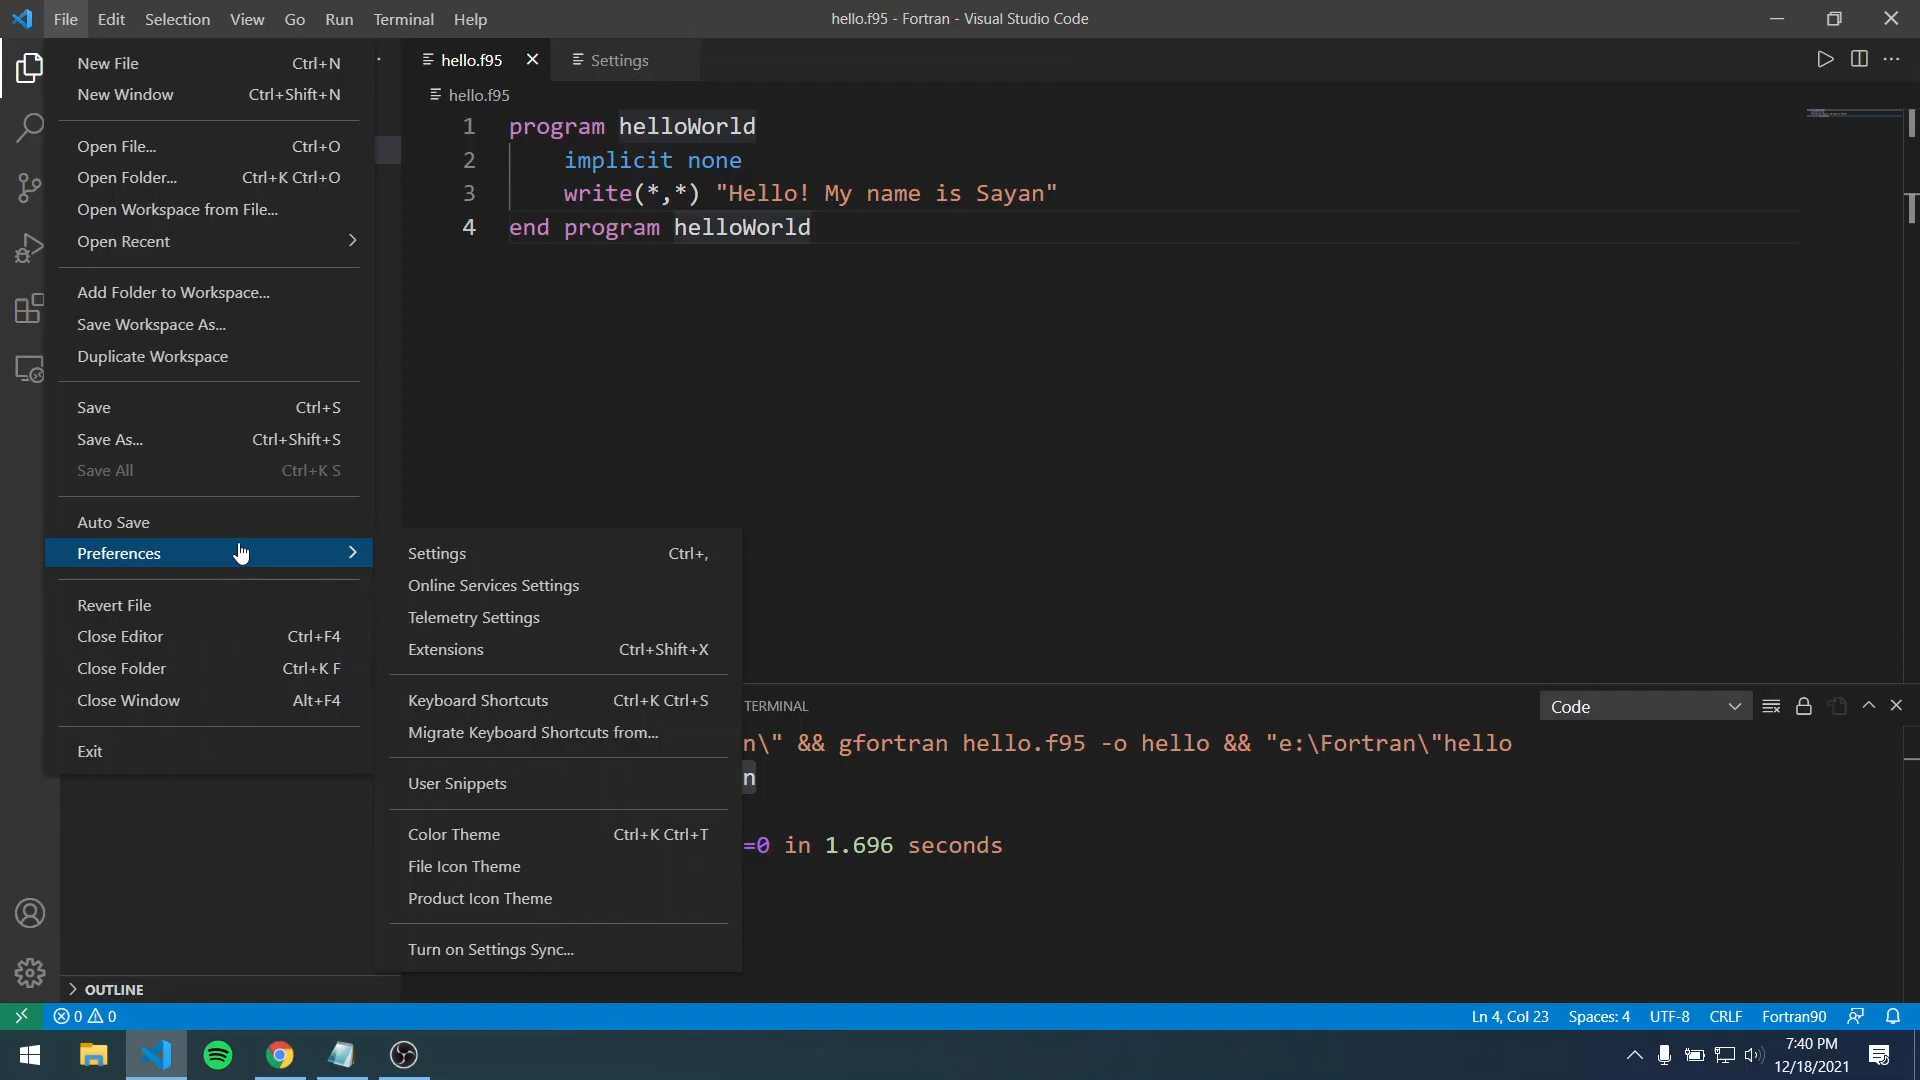 File Edit Selection View Go Run Terminal Help
hello.f95 - Fortran - Visual Studio Code
New File Ctrl+N
New Window Ctrl+Shift+N
Open File... Ctrl+O
Open Folder... Ctrl+K Ctrl+O
Open Workspace from File...
Open Recent
Add Folder to Workspace...
Save Workspace As...
Duplicate Workspace
Save Ctrl+S
Save As... Ctrl+Shift+S
Save All Ctrl+K S
Auto Save
Preferences
Revert File
Close Editor Ctrl+F4
Close Folder Ctrl+K F
Close Window Alt+F4
Exit
Settings Ctrl+,
Online Services Settings
Telemetry Settings
Extensions Ctrl+Shift+X
Keyboard Shortcuts Ctrl+K Ctrl+S
Migrate Keyboard Shortcuts from...
User Snippets
Color Theme Ctrl+K Ctrl+T
File Icon Theme
Product Icon Theme
Turn on Settings Sync...
hello.f95 Settings
hello.f95
1 program helloWorld
2 implicit none
3 write(*,*) "Hello! My name is Sayan"
4 end program helloWorld
TERMINAL Code
n\" && gfortran hello.f95 -o hello && "e:\Fortran\"hello
n
=0 in 1.696 seconds
OUTLINE
0 0 Ln 4, Col 23 Spaces: 4 UTF-8 CRLF Fortran90
7:40 PM
12/18/2021